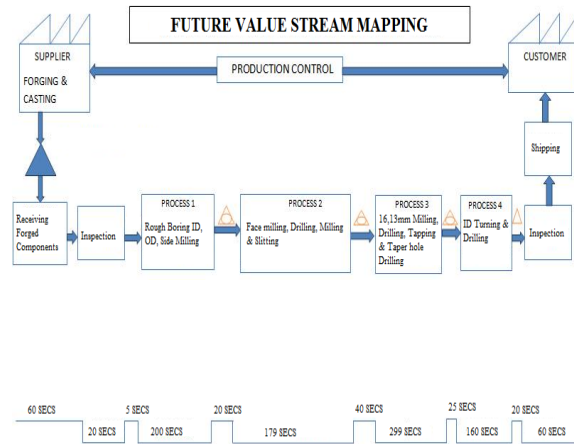 FUTURE VALUE STREAM MAPPING
SUPPLIER
FORGING &
CASTING
PRODUCTION CONTROL
CUSTOMER
Shipping
Receiving
Forged
Components
Inspection
PROCESS 1
Rough Boring ID,
OD, Side Milling
PROCESS 2
Face milling, Drilling, Milling
& Slitting
PROCESS 3
16,13mm Milling,
Drilling, Tapping
& Taper hole
Drilling
PROCESS 4
ID Turning &
Drilling
Inspection
60 SECS
20 SECS
5 SECS
200 SECS
20 SECS
179 SECS
40 SECS
299 SECS
25
SECS
160 SECS
20 SECS
60 SECS